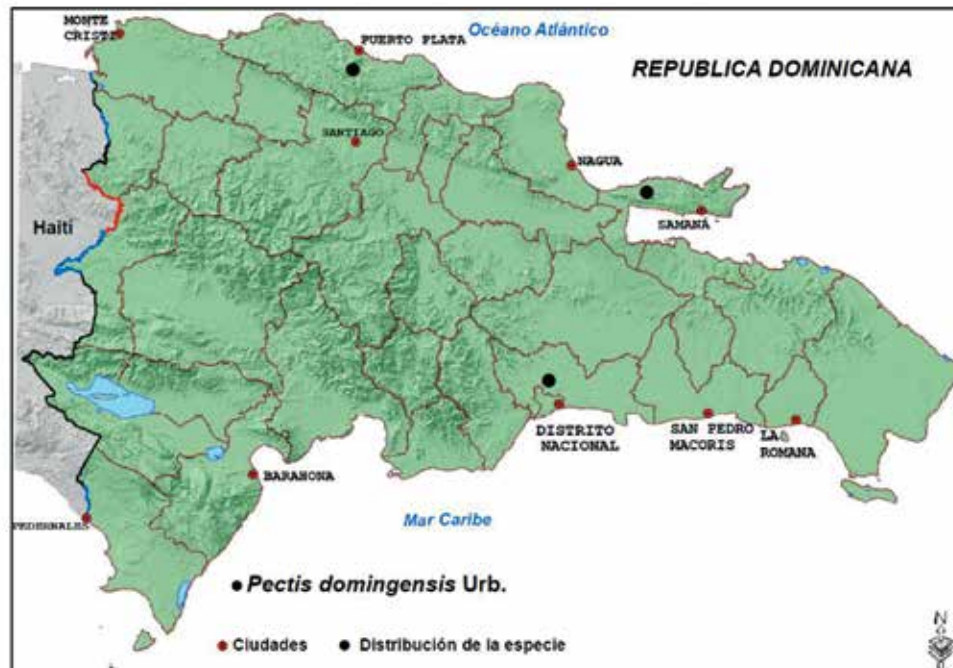 MONTE
CRISTI
PUERTO PLATA
Océano Atlántico
REPUBLICA DOMINICANA
SANTIAGO
NAGUA
SAMANÁ
Haití
DISTRITO
NACIONAL
SAN PEDRO
MACORIS
LA
ROMANA
BARAHONA
PEDERNALES
Mar Caribe
Pectis domingensis Urb.
Ciudades
Distribución de la especie
N